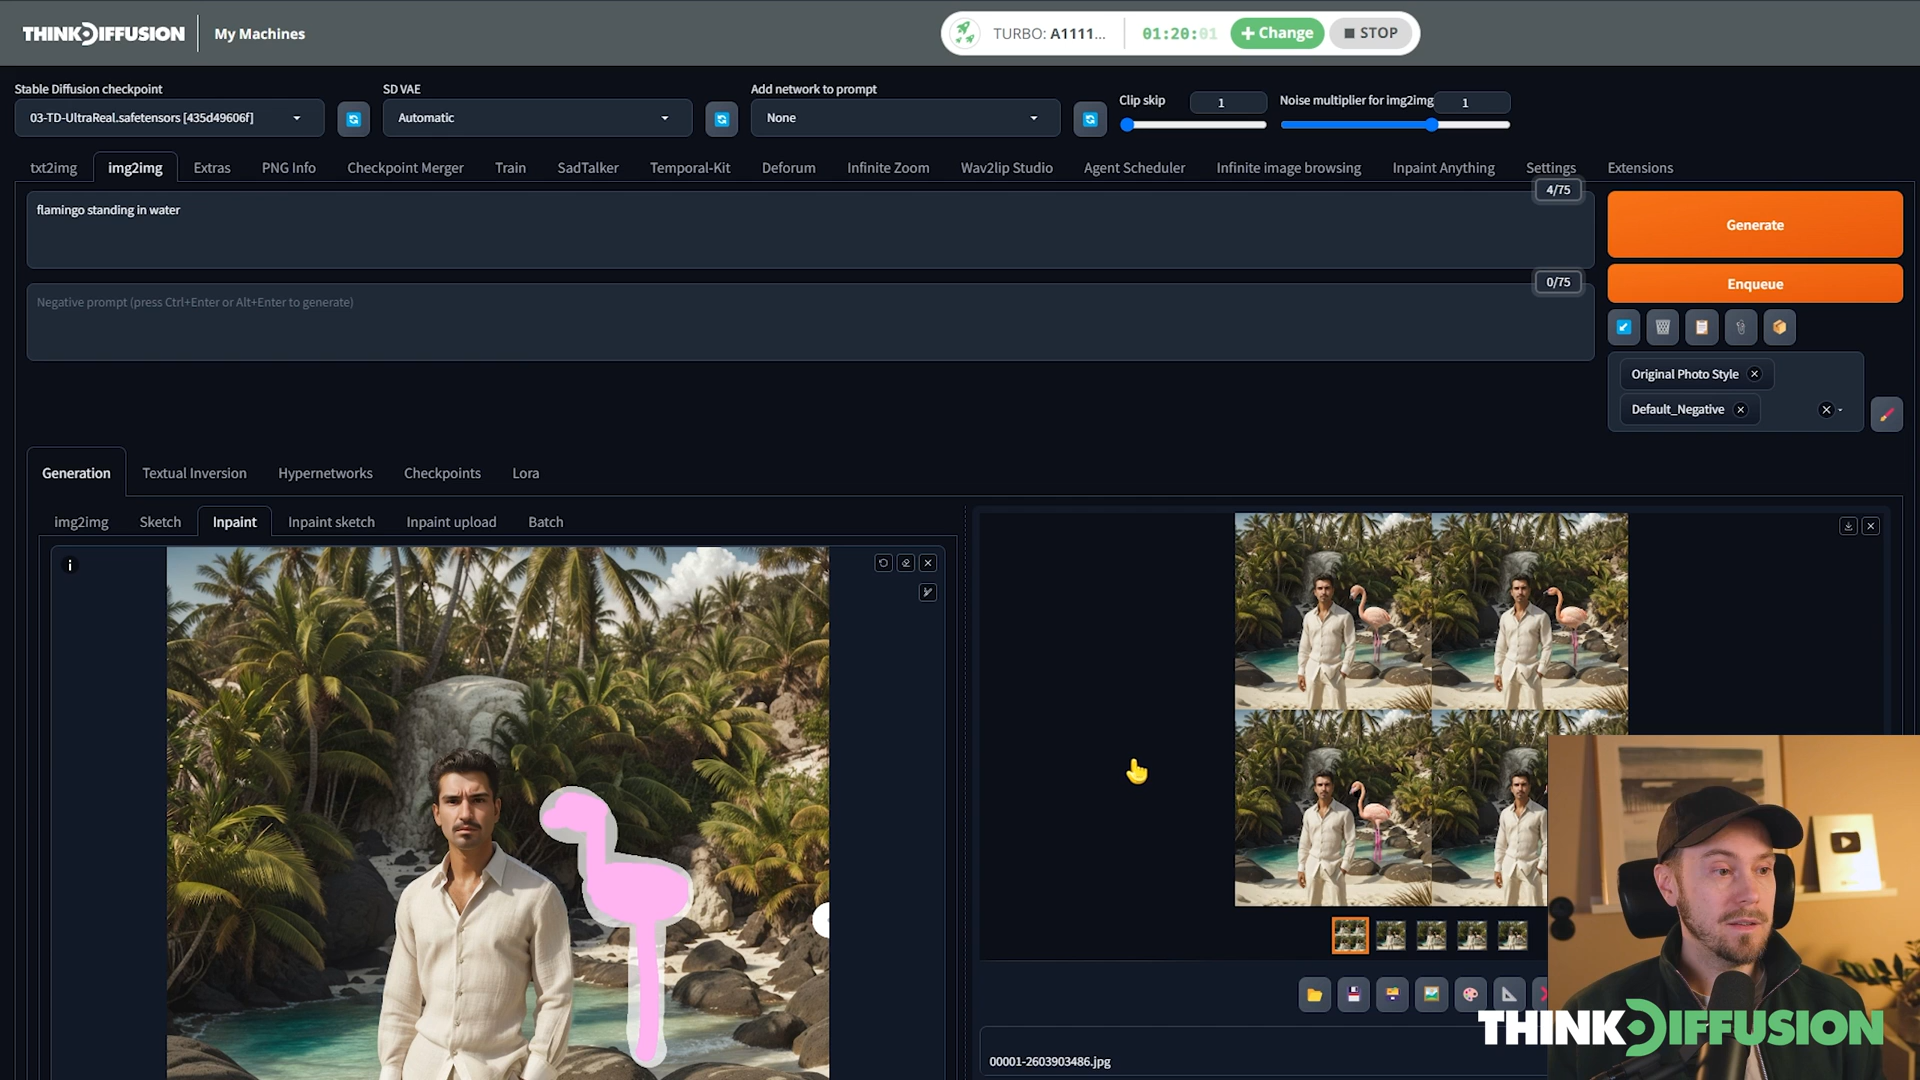 THINKDIFFUSION
My Machines
TURBO: A1111...
01:20:01
+ Change
STOP
Stable Diffusion checkpoint
SD VAE
Add network to prompt
Clip skip
1
Noise multiplier for img2img
1
03-TD-UltraReal.safetensors [435d49606f]
Automatic
None
txt2img
img2img
Extras
PNG Info
Checkpoint Merger
Train
SadTalker
Temporal-Kit
Deforum
Infinite Zoom
Wav2lip Studio
Agent Scheduler
Infinite image browsing
Inpaint Anything
Settings
Extensions
4/75
flamingo standing in water
Generate
0/75
Negative prompt (press Ctrl+Enter or Alt+Enter to generate)
Enqueue
Original Photo Style
Default_Negative
Generation
Textual Inversion
Hypernetworks
Checkpoints
Lora
img2img
Sketch
Inpaint
Inpaint sketch
Inpaint upload
Batch
00001-2603903486.jpg
THINKDIFFUSION